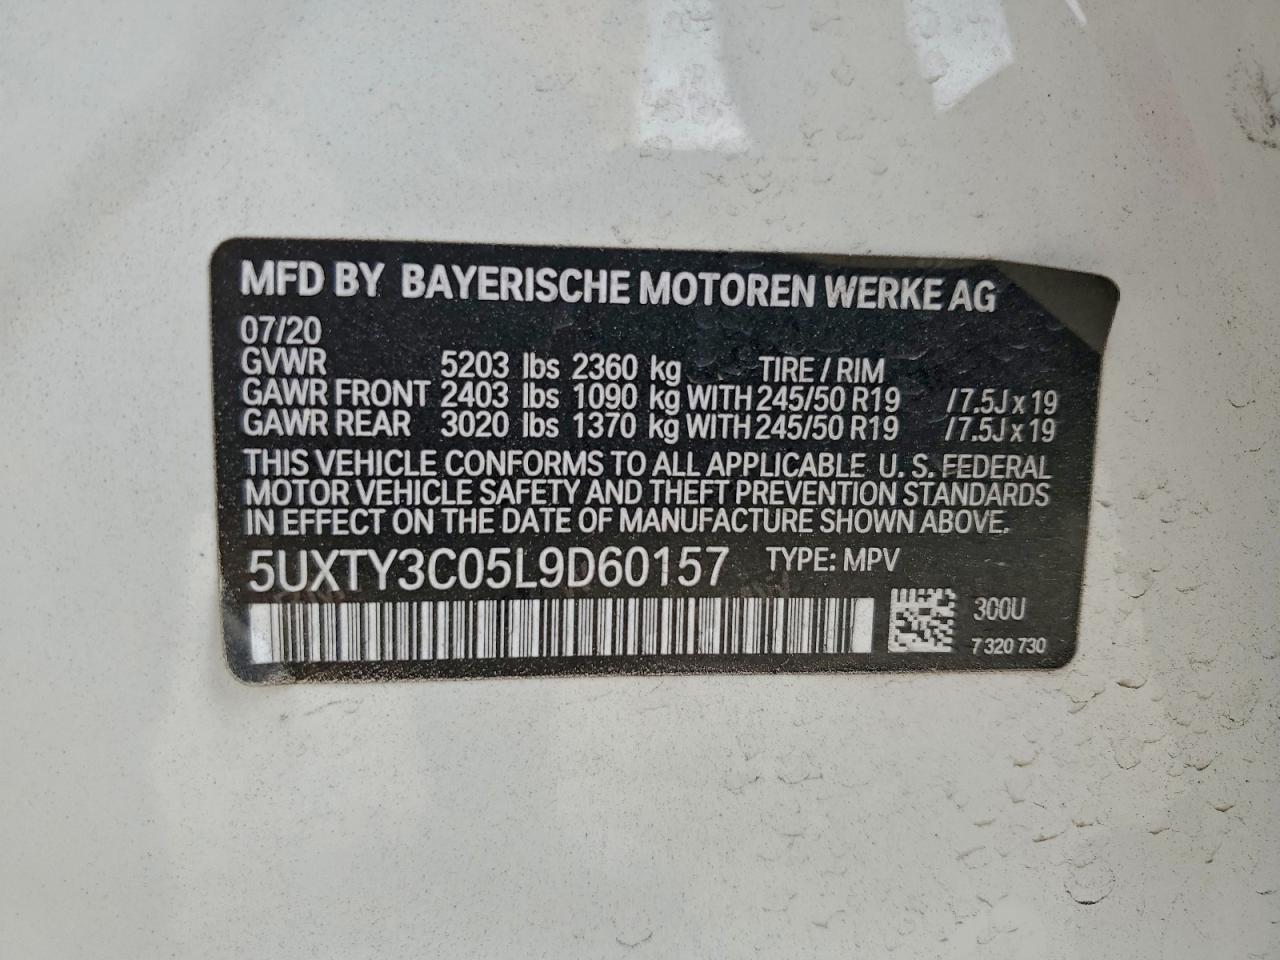 MFD BY BAYERISCHE MOTOREN WERKE AG
07/20
GVWR 5203 lbs 2360 kg TIRE / RIM
GAWR FRONT 2403 lbs 1090 kg WITH 245/50 R19 / 7.5J x 19
GAWR REAR 3020 lbs 1370 kg WITH 245/50 R19 / 7.5J x 19
THIS VEHICLE CONFORMS TO ALL APPLICABLE U. S. FEDERAL
MOTOR VEHICLE SAFETY AND THEFT PREVENTION STANDARDS
IN EFFECT ON THE DATE OF MANUFACTURE SHOWN ABOVE.
5UXTY3C05L9D60157 TYPE: MPV
300U
7 320 730